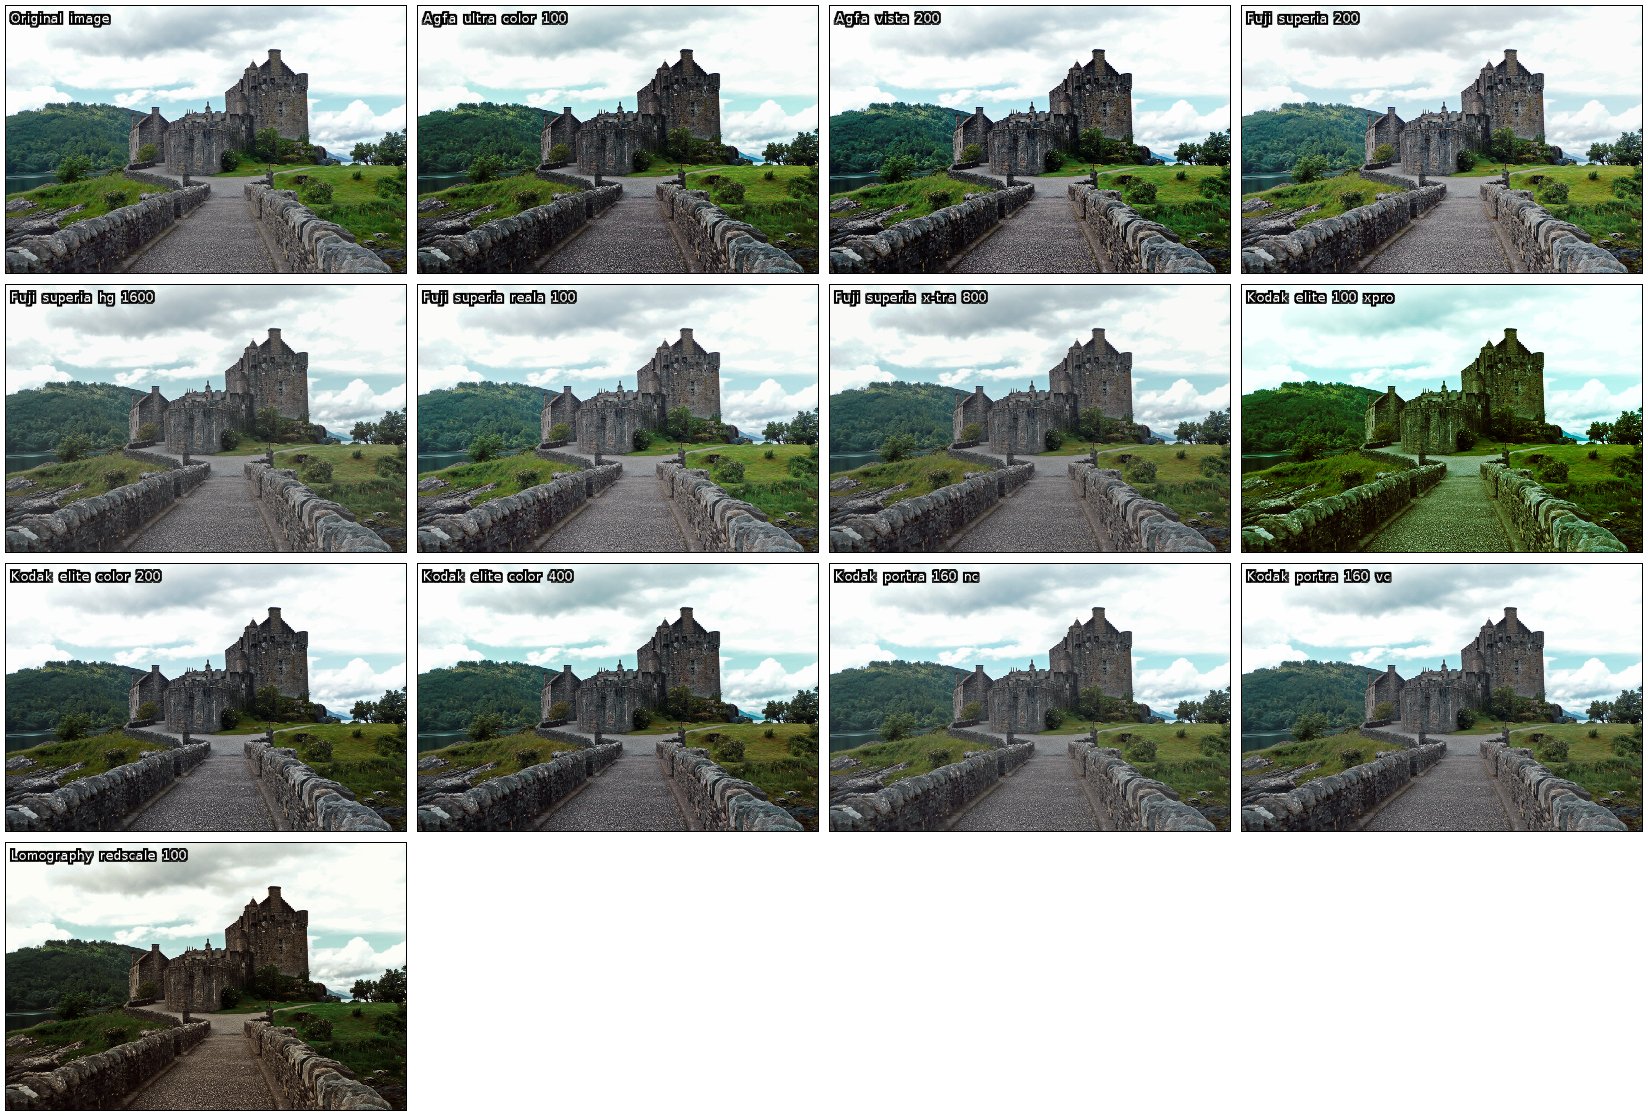 Original image
Agfa ultra color 100
Agfa vista 200
Fuji superia 200
Fuji superia hg 1600
Fuji superia reala 100
Fuji superia x-tra 800
Kodak elite 100 xpro
Kodak elite color 200
Kodak elite color 400
Kodak portra 160 nc
Kodak portra 160 vc
Lomography redscale 100